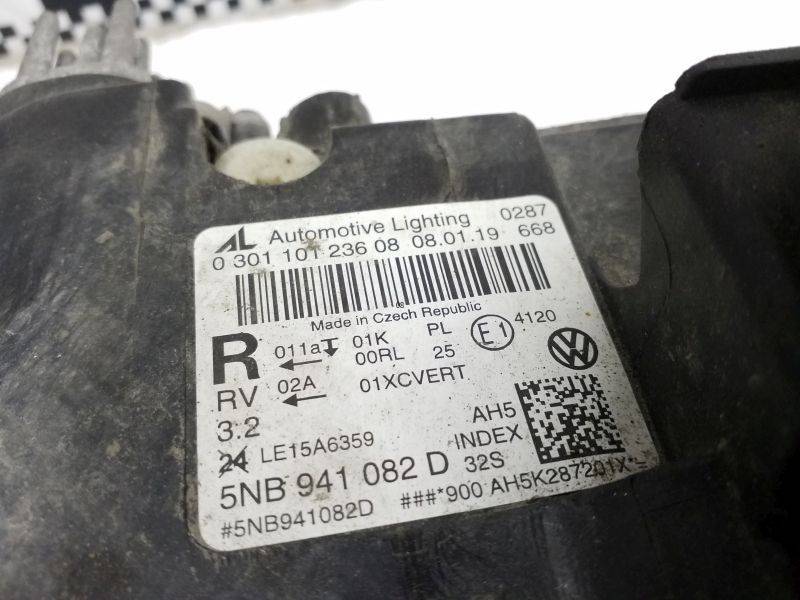 AL Automotive Lighting 0287
0 301 101 236 08 08.01.19 668
Made in Czech Republic
R 011aT 01K PL E1 4120
00RL 25
RV 02A 01XCVERT
3.2 AH5
24 LE15A6359 INDEX
5NB 941 082 D 32S
#5NB941082D ###*900 AH5K287201X*=